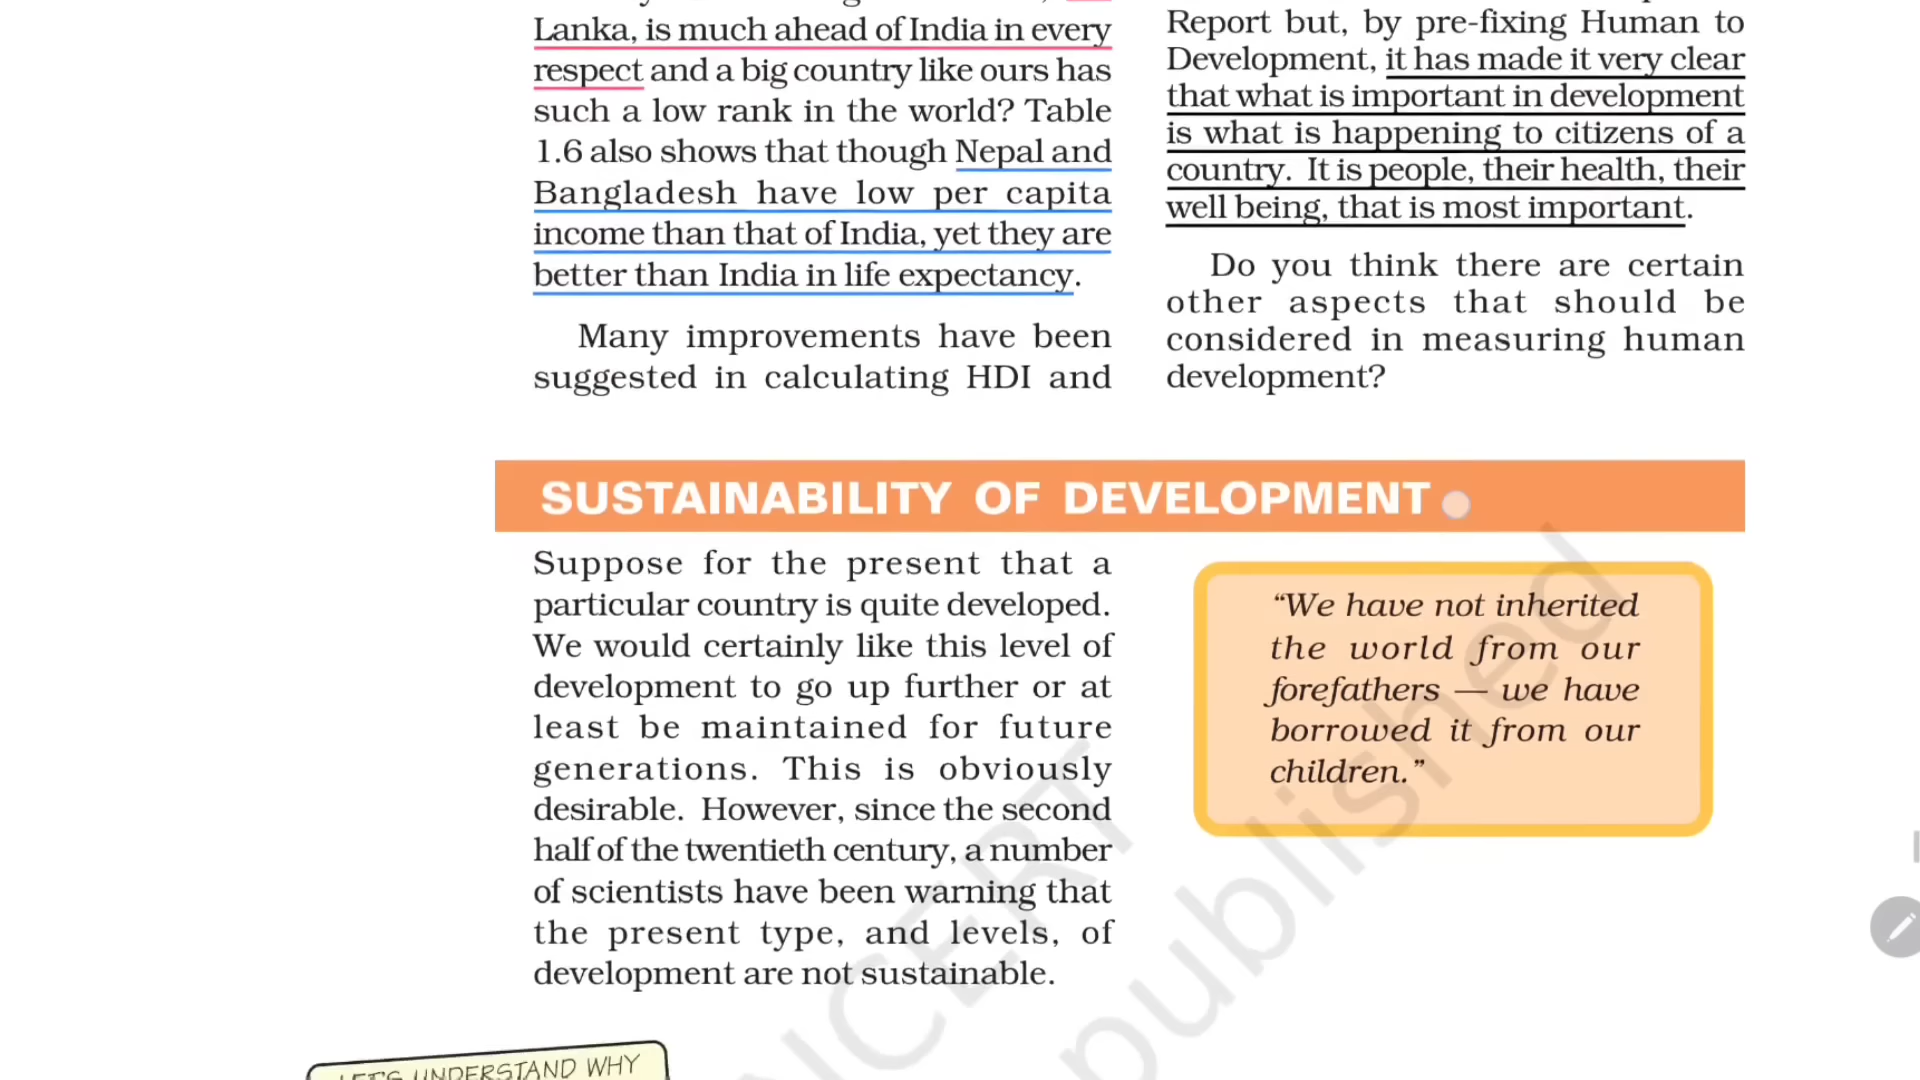 Lanka, is much ahead of India in every
respect and a big country like ours has
such a low rank in the world? Table
1.6 also shows that though Nepal and
Bangladesh have low per capita
income than that of India, yet they are
better than India in life expectancy.
Many improvements have been
suggested in calculating HDI and
Report but, by pre-fixing Human to
Development, it has made it very clear
that what is important in development
is what is happening to citizens of a
country. It is people, their health, their
well being, that is most important.
Do you think there are certain
other aspects that should be
considered in measuring human
development?
SUSTAINABILITY OF DEVELOPMENT
Suppose for the present that a
particular country is quite developed.
We would certainly like this level of
development to go up further or at
least be maintained for future
generations. This is obviously
desirable. However, since the second
half of the twentieth century, a number
of scientists have been warning that
the present type, and levels, of
development are not sustainable.
“We have not inherited
the world from our
forefathers — we have
borrowed it from our
children.”
LET'S UNDERSTAND WHY
NCERT
published